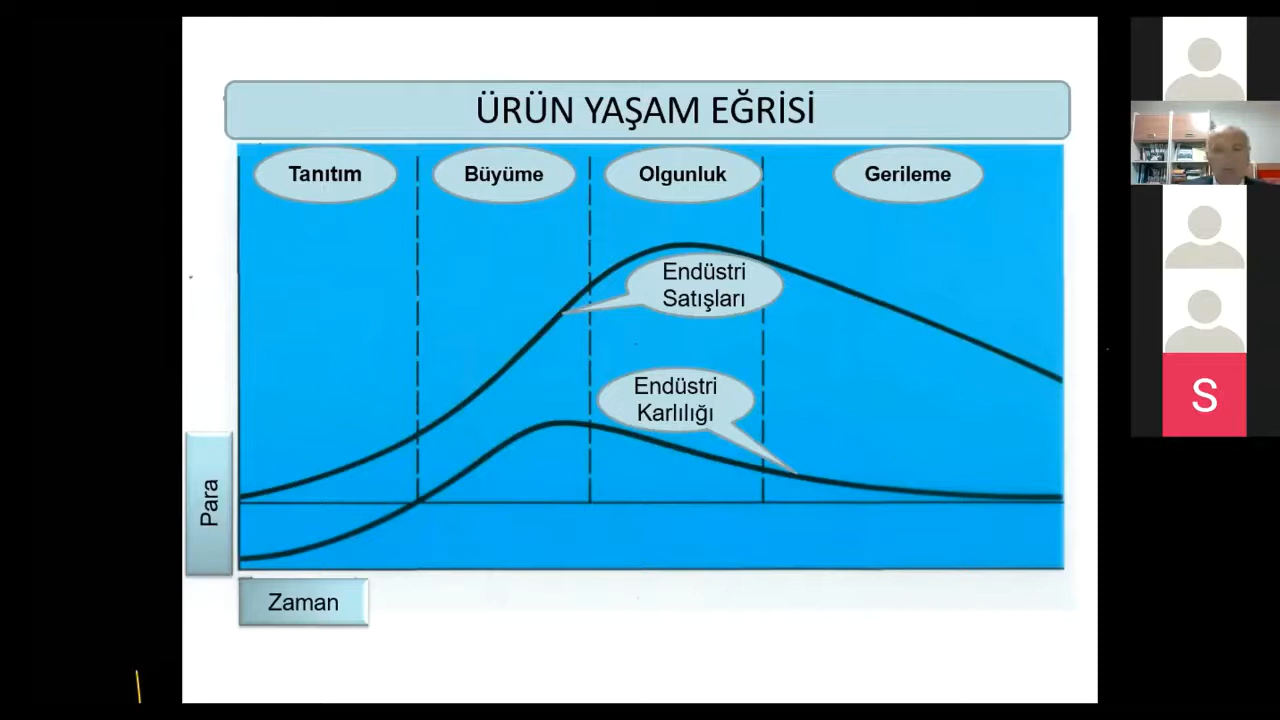 ÜRÜN YAŞAM EĞRİSİ
Tanıtım
Büyüme
Olgunluk
Gerileme
Endüstri
Satışları
Endüstri
Karlılığı
Para
Zaman
S